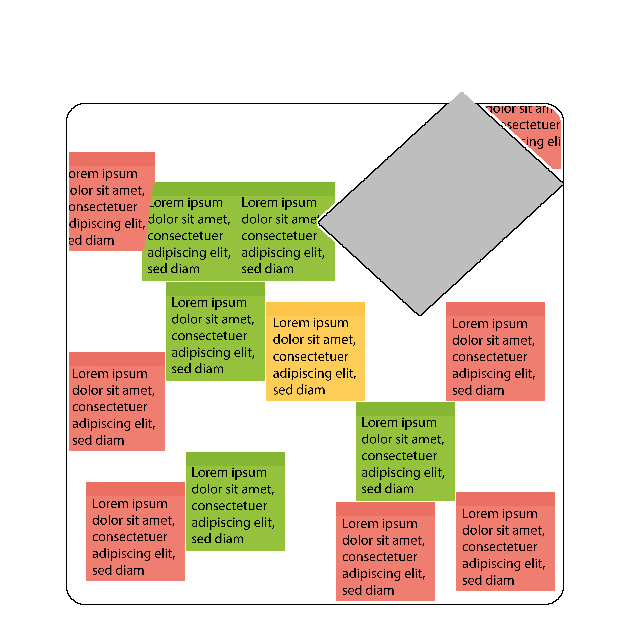 dolor sit am
nsectetuer
cing eli
orem ipsum
olor sit amet,
onsectetuer
dipiscing elit,
ed diam
Lorem ipsum
dolor sit amet,
consectetuer
adipiscing elit,
sed diam
Lorem ipsum
dolor sit amet,
consectetuer
adipiscing elit,
sed diam
Lorem ipsum
dolor sit amet,
consectetuer
adipiscing elit,
sed diam
Lorem ipsum
dolor sit amet,
consectetuer
adipiscing elit,
sed diam
Lorem ipsum
dolor sit amet,
consectetuer
adipiscing elit,
sed diam
Lorem ipsum
dolor sit amet,
consectetuer
adipiscing elit,
sed diam
Lorem ipsum
dolor sit amet,
consectetuer
adipiscing elit,
sed diam
Lorem ipsum
dolor sit amet,
consectetuer
adipiscing elit,
sed diam
Lorem ipsum
dolor sit amet,
consectetuer
adipiscing elit,
sed diam
Lorem ipsum
dolor sit amet,
consectetuer
adipiscing elit,
sed diam
Lorem ipsum
dolor sit amet,
consectetuer
adipiscing elit,
sed diam